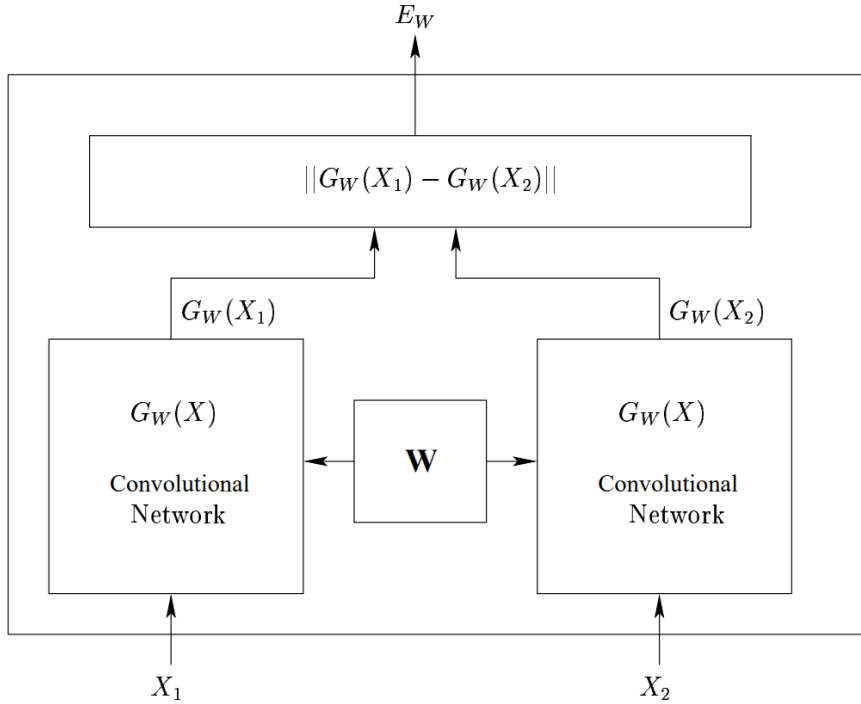 E_W
||G_W(X_1) − G_W(X_2)||
G_W(X_1)
G_W(X_2)
G_W(X)
Convolutional
Network
W
G_W(X)
Convolutional
Network
X_1
X_2